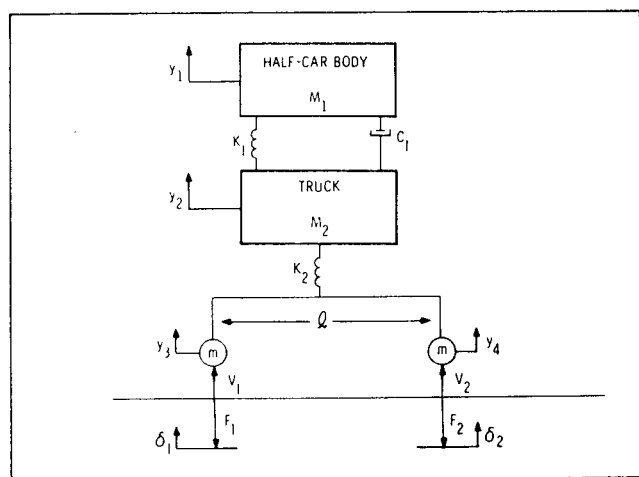 HALF-CAR BODY
y₁
M₁
K₁
C₁
TRUCK
y₂
M₂
K₂
ℓ
y₃
m
m
y₄
V₁
V₂
F₁
F₂
δ₁
δ₂